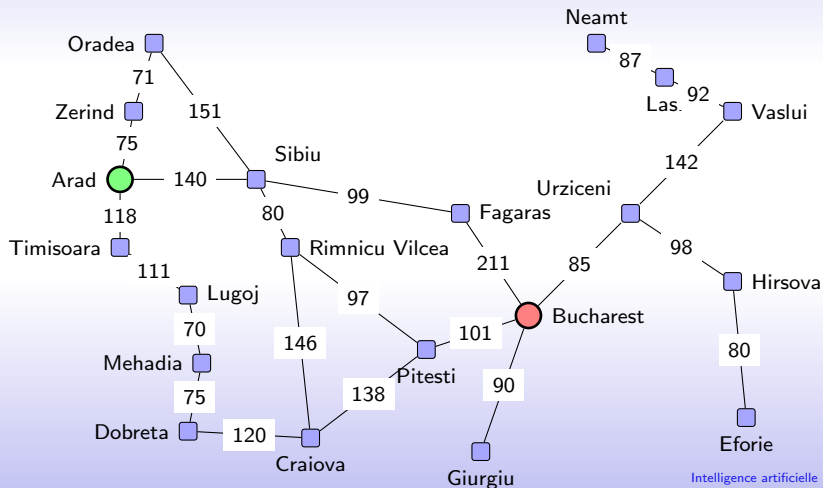 Neamt
Oradea
87
71
Las.
92
Zerind
151
Vaslui
75
Sibiu
142
Arad
140
Urziceni
99
118
80
Fagaras
Timisoara
Rimnicu Vilcea
98
111
211
85
Lugoj
97
Hirsova
70
146
101
Bucharest
Mehadia
80
Pitesti
75
138
90
Dobreta
120
Craiova
Eforie
Giurgiu
Intelligence artificielle